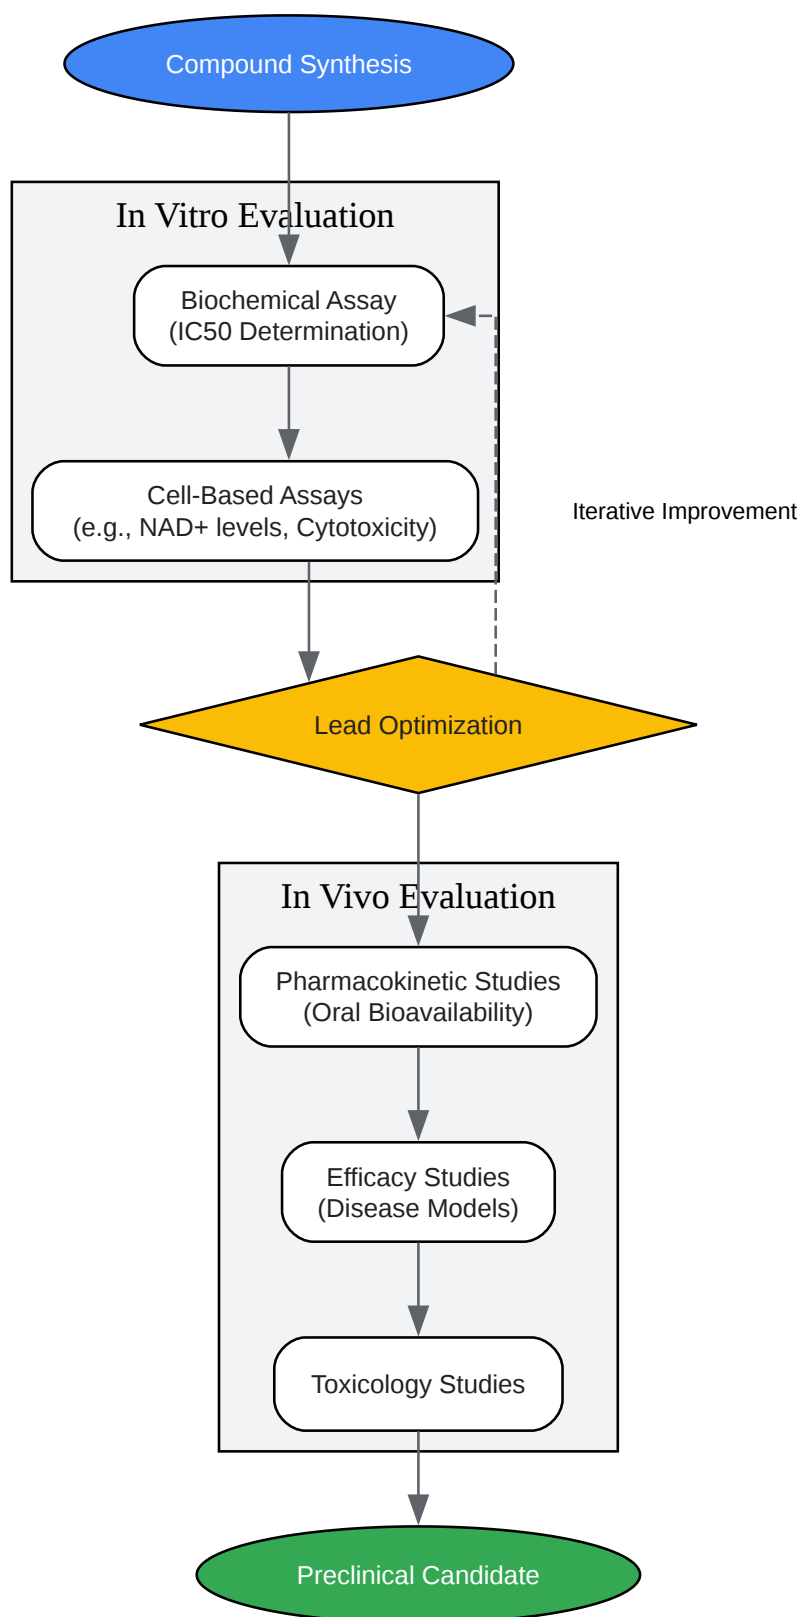 Compound Synthesis
In Vitro Evaluation
Biochemical Assay
(IC50 Determination)
Cell-Based Assays
(e.g., NAD+ levels, Cytotoxicity)
Iterative Improvement
Lead Optimization
In Vivo Evaluation
Pharmacokinetic Studies
(Oral Bioavailability)
Efficacy Studies
(Disease Models)
Toxicology Studies
Preclinical Candidate